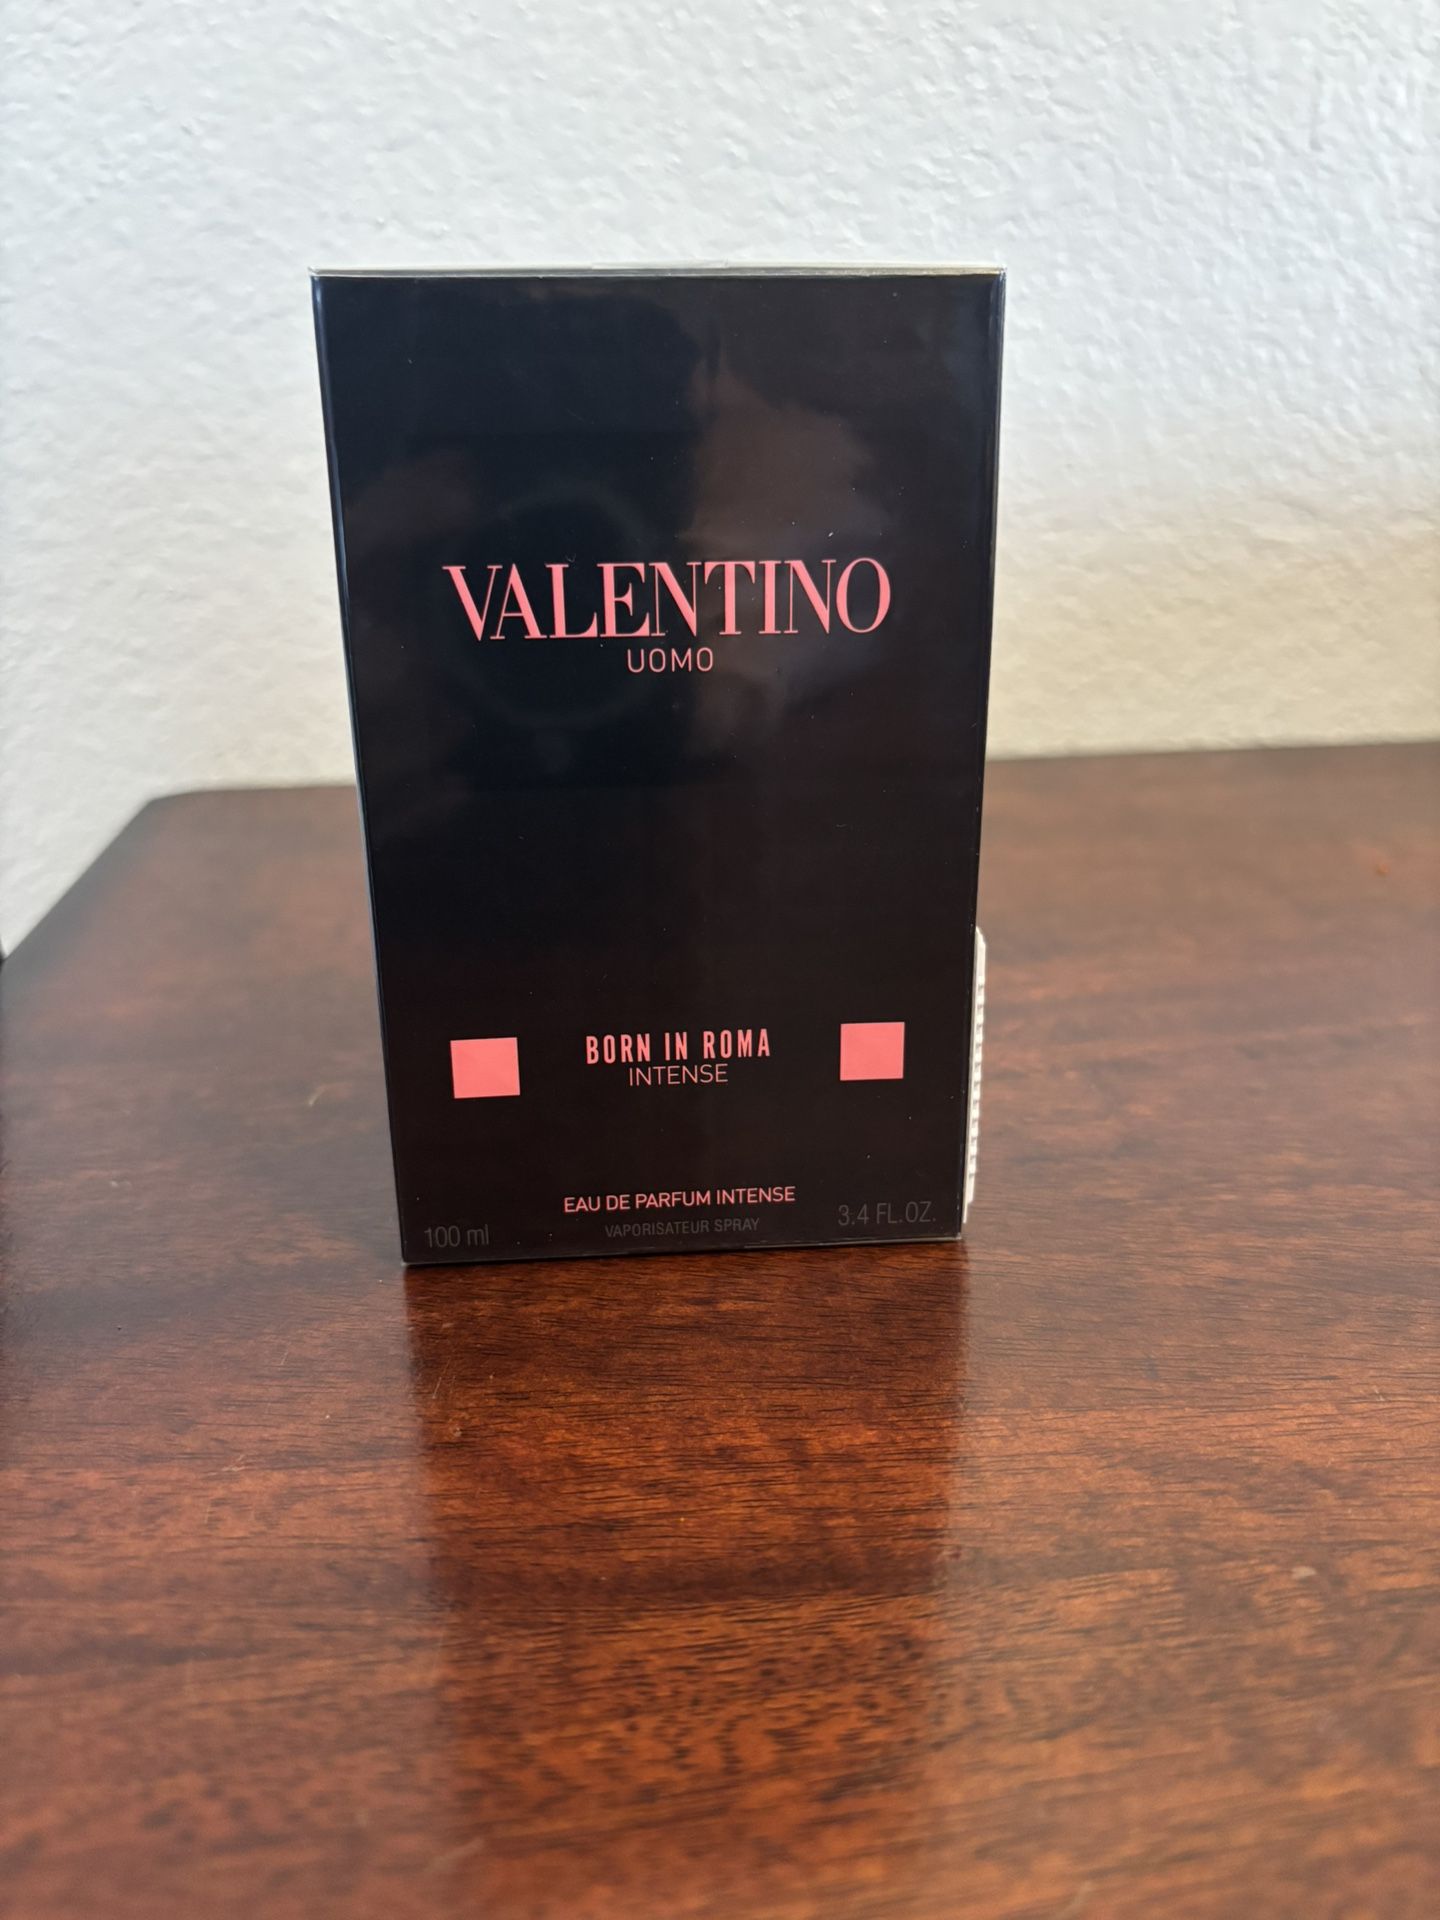 VALENTINO
UOMO
BORN IN ROMA
INTENSE
EAU DE PARFUM INTENSE
100 ml VAPORISATEUR SPRAY 3.4 FL.OZ.